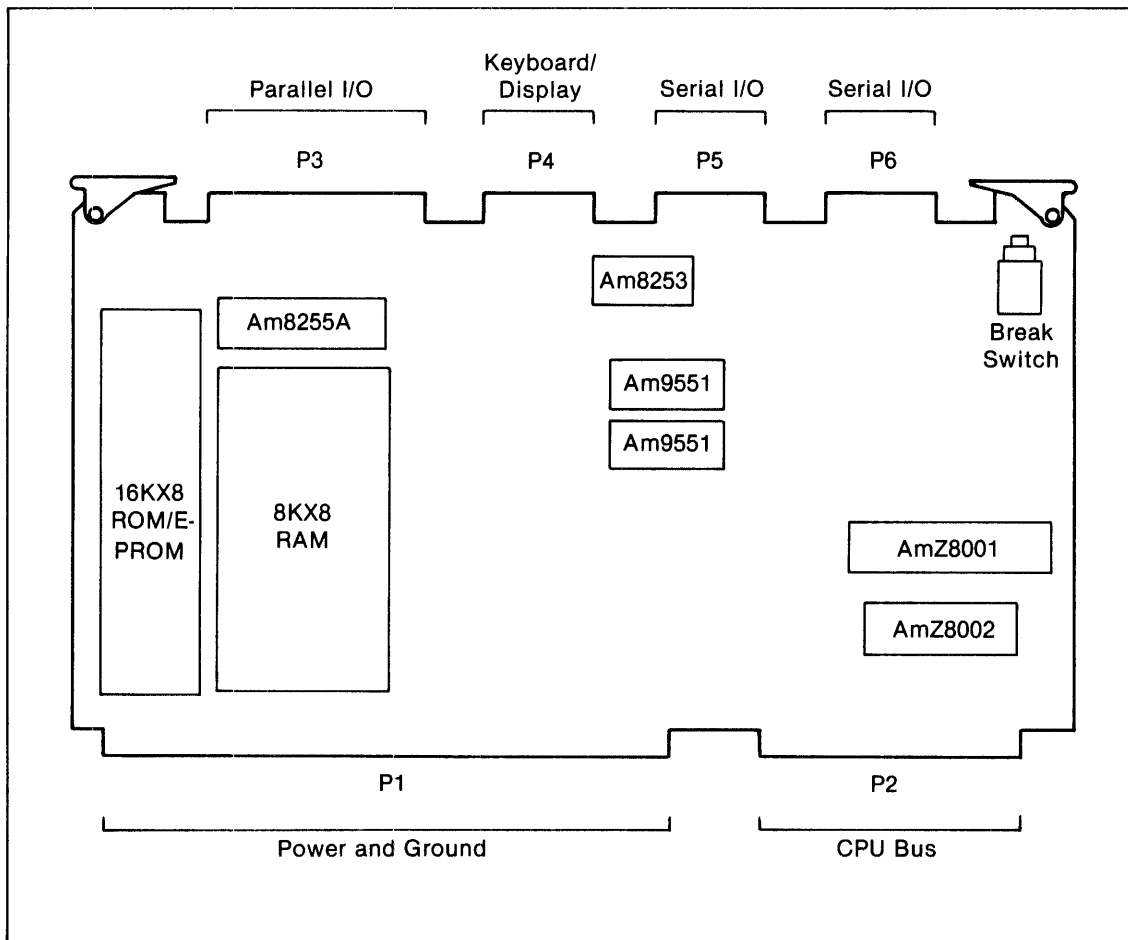 Keyboard/
Display
Parallel I/O
Serial I/O
Serial I/O
P3
P4
P5
P6
Am8253
Am8255A
Break
Switch
Am9551
Am9551
16KX8
ROM/E-
PROM
8KX8
RAM
AmZ8001
AmZ8002
P1
P2
Power and Ground
CPU Bus